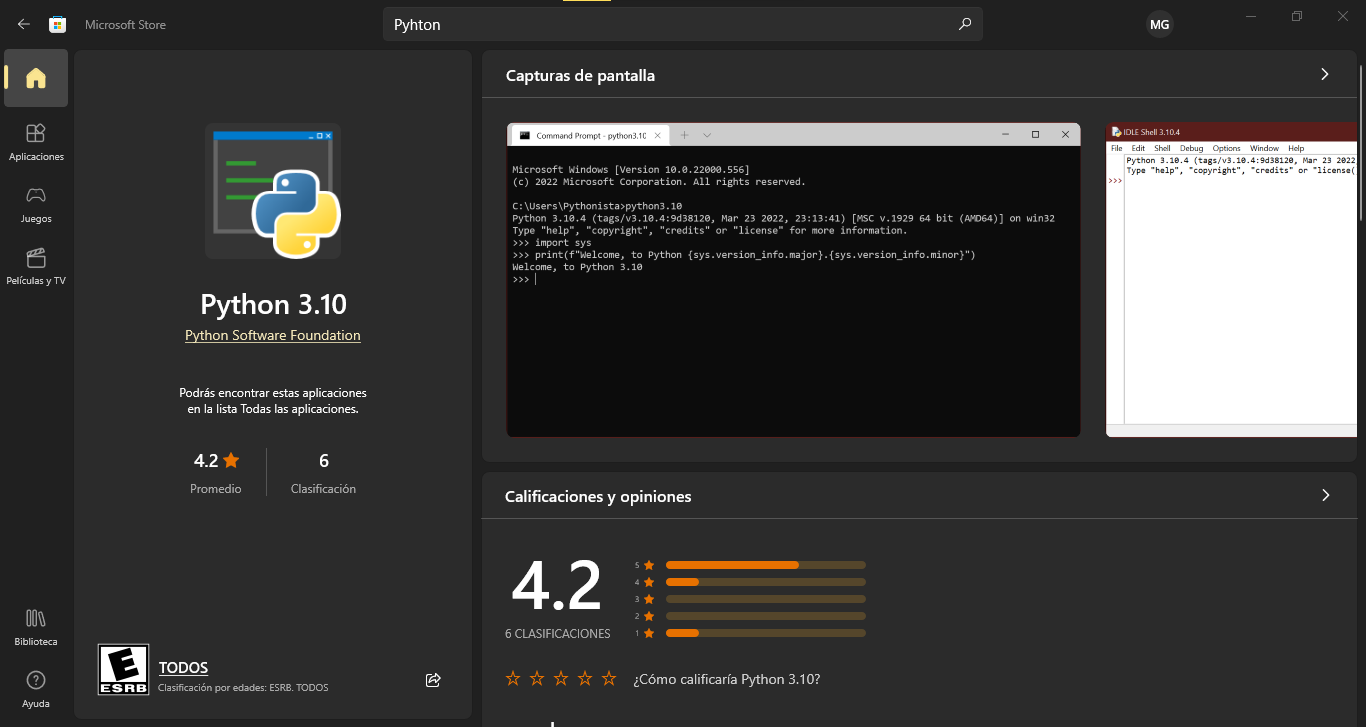 Microsoft Store
Pyhton
MG
Aplicaciones
Juegos
Películas y TV
Biblioteca
Ayuda
Python 3.10
Python Software Foundation
Podrás encontrar estas aplicaciones
en la lista Todas las aplicaciones.
4.2
Promedio
6
Clasificación
E
ESRB
TODOS
Clasificación por edades: ESRB. TODOS
Capturas de pantalla
Command Prompt - python3.10
Microsoft Windows [Version 10.0.22000.556]
(c) 2022 Microsoft Corporation. All rights reserved.
C:\Users\Pythonista>python3.10
Python 3.10.4 (tags/v3.10.4:9d38120, Mar 23 2022, 23:13:41) [MSC v.1929 64 bit (AMD64)] on win32
Type "help", "copyright", "credits" or "license" for more information.
>>> import sys
>>> print(f"Welcome, to Python {sys.version_info.major}.{sys.version_info.minor}")
Welcome, to Python 3.10
>>>
IDLE Shell 3.10.4
File Edit Shell Debug Options Window Help
Python 3.10.4 (tags/v3.10.4:9d38120, Mar 23 2022
Type "help", "copyright", "credits" or "license(
>>>
Calificaciones y opiniones
4.2
6 CLASIFICACIONES
5
4
3
2
1
¿Cómo calificaría Python 3.10?